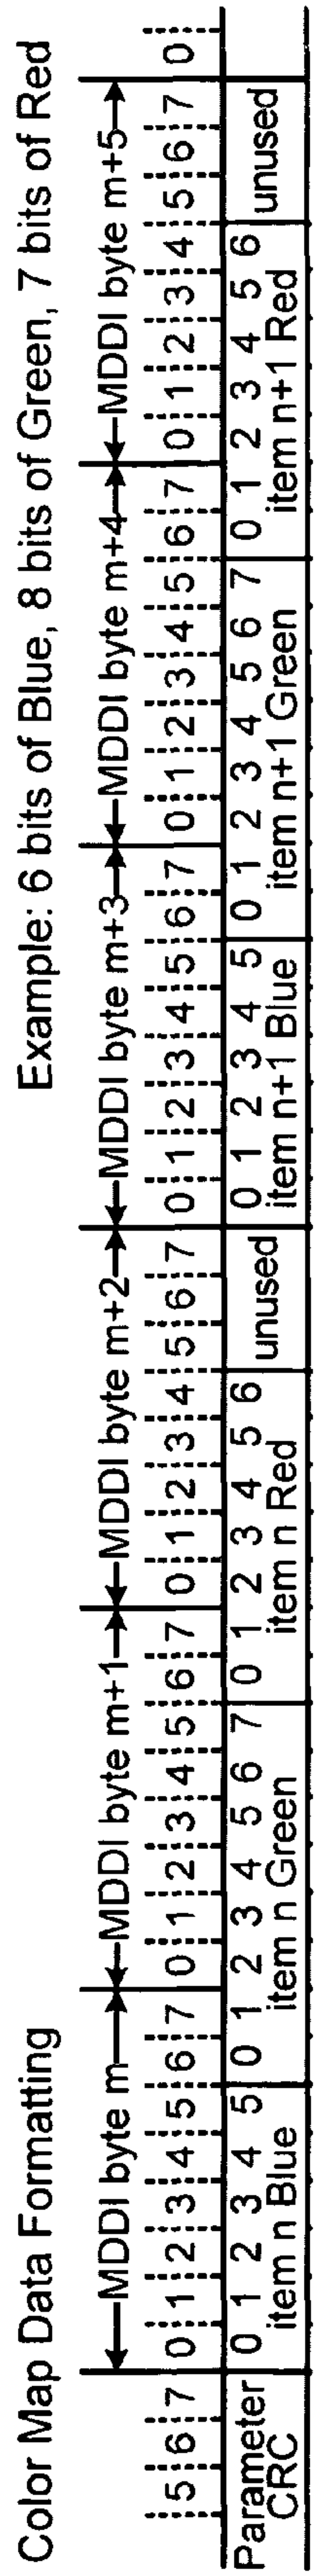 Color Map Data Formatting
Example: 6 bits of Blue, 8 bits of Green, 7 bits of Red
MDDI byte m MDDI byte m+1 MDDI byte m+2 MDDI byte m+3 MDDI byte m+4 MDDI byte m+5
5 6 7 0 1 2 3 4 5 6 7 0 1 2 3 4 5 6 7 0 1 2 3 4 5 6 7 0 1 2 3 4 5 6 7 0 1 2 3 4 5 6 7 0 1 2 3 4 5 6 7 0
Parameter 0 1 2 3 4 5 0 1 2 3 4 5 6 7 0 1 2 3 4 5 6 unused 0 1 2 3 4 5 0 1 2 3 4 5 6 7 0 1 2 3 4 5 6 unused
CRC item n Blue item n Green item n Red item n+1 Blue item n+1 Green item n+1 Red